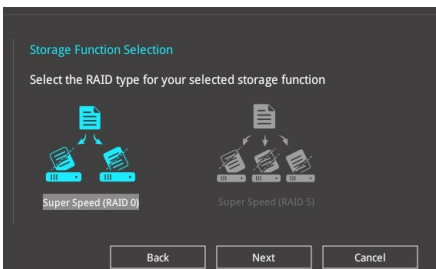 Storage Function Selection
Select the RAID type for your selected storage function
Super Speed (RAID 0)
Super Speed (RAID 5)
Back
Next
Cancel